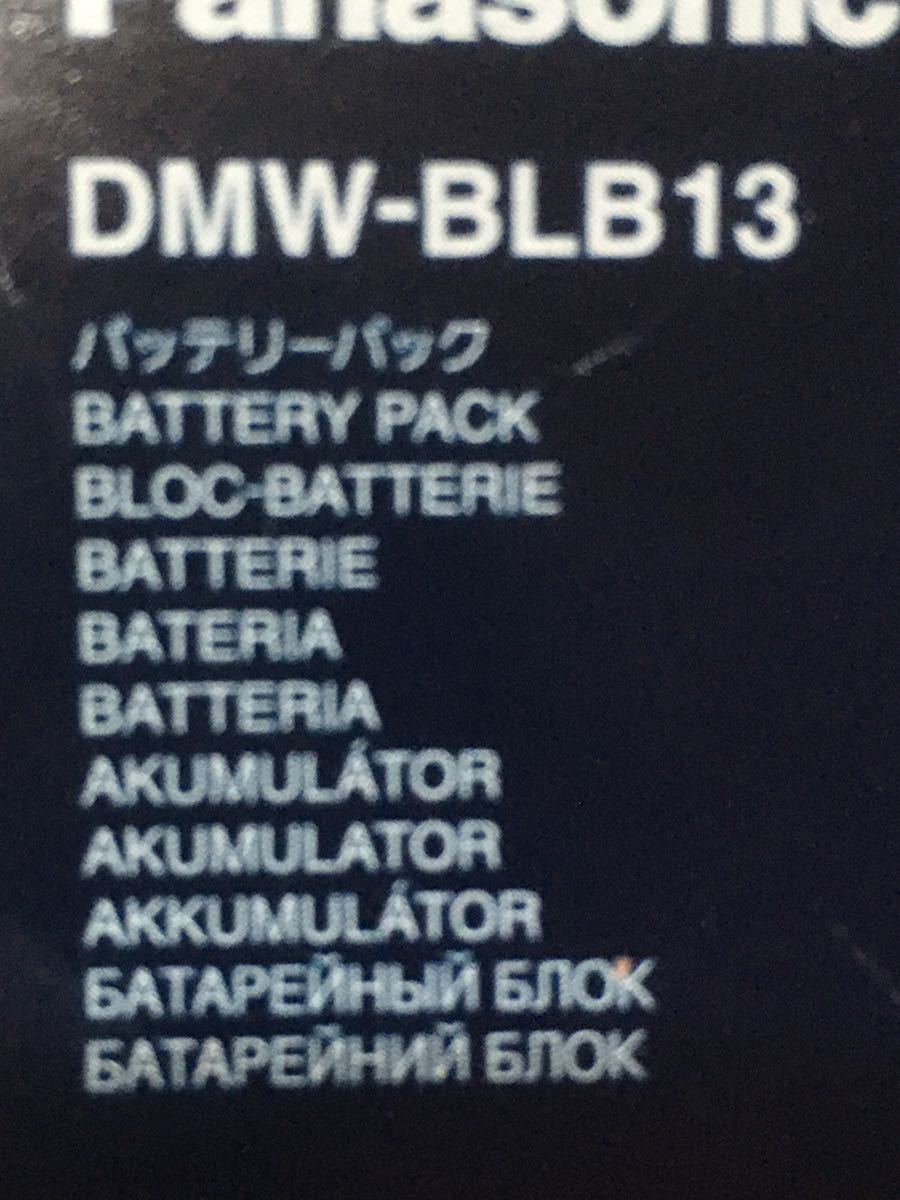 Panasonic
DMW-BLB13
バッテリーパック
BATTERY PACK
BLOC-BATTERIE
BATTERIE
BATERIA
BATTERIA
AKUMULÁTOR
AKUMULATOR
AKKUMULÁTOR
БАТАРЕЙНЫЙ БЛОК
БАТАРЕЙНИЙ БЛОК